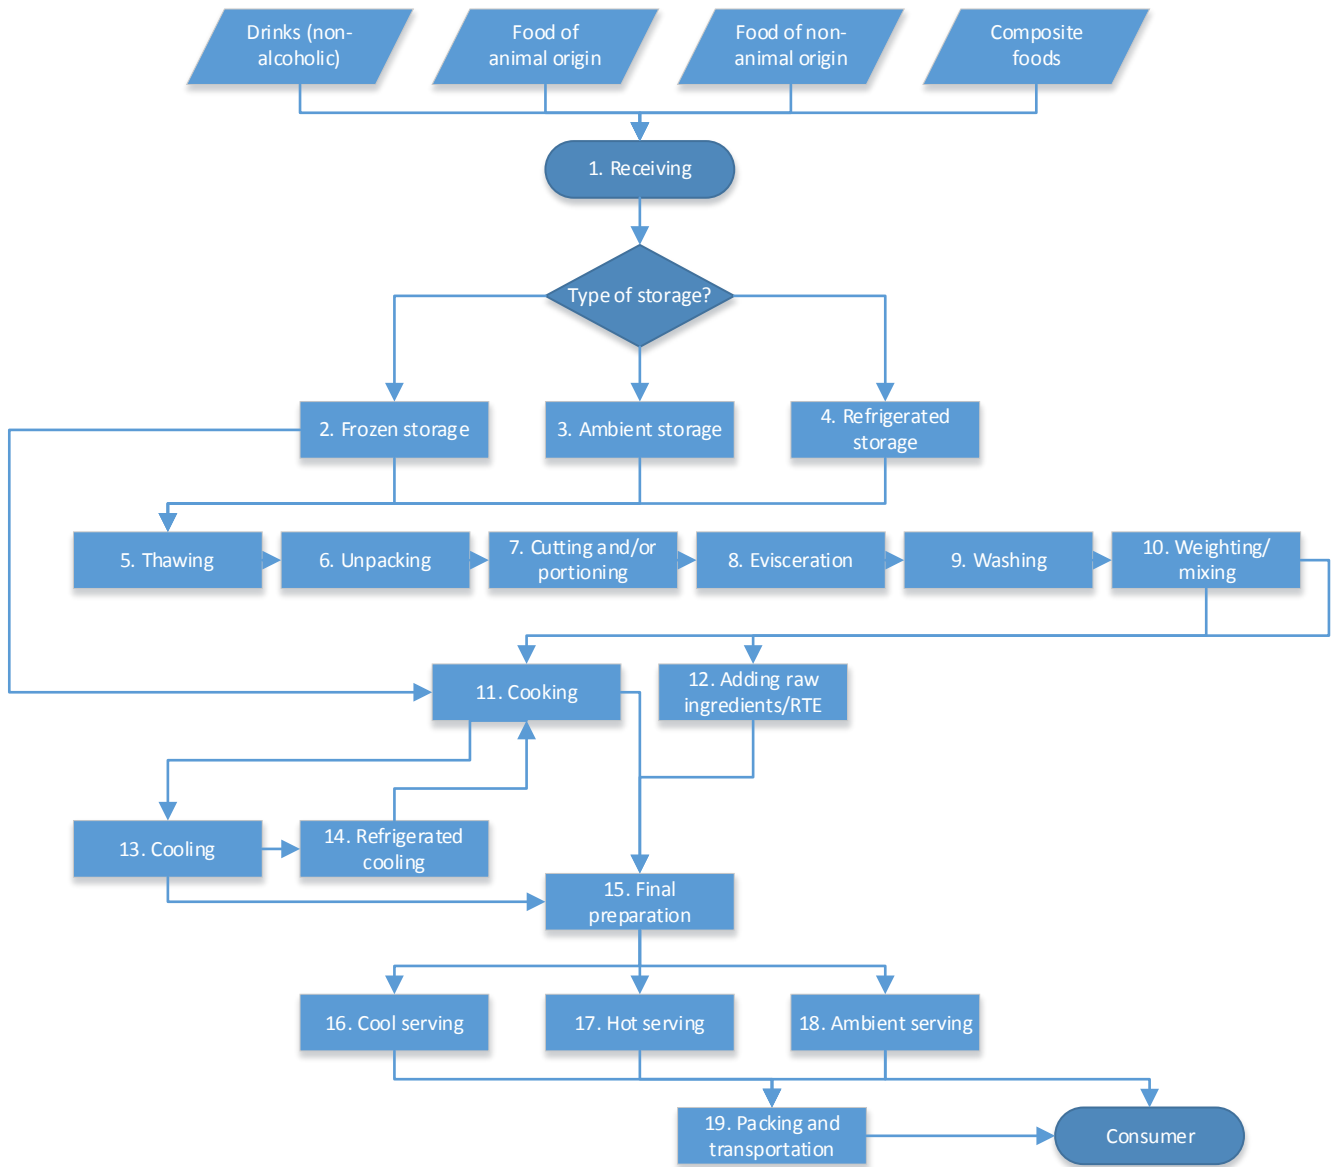 Drinks (non-
alcoholic)
Food of
animal origin
Food of non-
animal origin
Composite
foods
1. Receiving
Type of storage?
2. Frozen storage
3. Ambient storage
4. Refrigerated
storage
5. Thawing
6. Unpacking
7. Cutting and/or
portioning
8. Evisceration
9. Washing
10. Weighting/
mixing
11. Cooking
12. Adding raw
ingredients/RTE
13. Cooling
14. Refrigerated
cooling
15. Final
preparation
16. Cool serving
17. Hot serving
18. Ambient serving
19. Packing and
transportation
Consumer